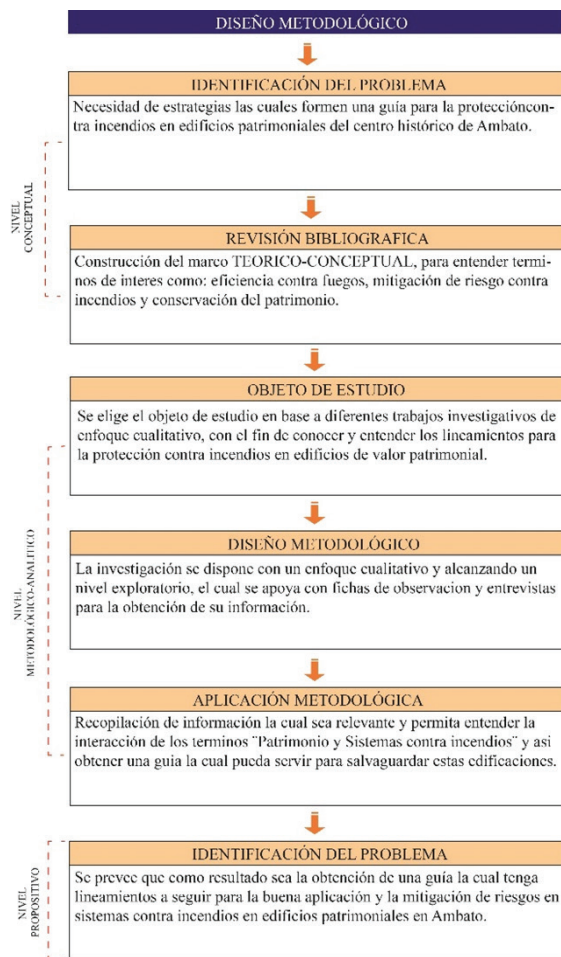 DISEÑO METODOLÓGICO
IDENTIFICACIÓN DEL PROBLEMA
Necesidad de estrategias las cuales formen una guía para la proteccióncon-
tra incendios en edificios patrimoniales del centro histórico de Ambato.
NIVEL
CONCEPTUAL
REVISIÓN BIBLIOGRAFICA
Construcción del marco TEORICO-CONCEPTUAL, para entender termi-
nos de interes como: eficiencia contra fuegos, mitigación de riesgo contra
incendios y conservación del patrimonio.
OBJETO DE ESTUDIO
Se elige el objeto de estudio en base a diferentes trabajos investigativos de
enfoque cualitativo, con el fin de conocer y entender los lineamientos para
la protección contra incendios en edificios de valor patrimonial.
NIVEL
METODOLÓGICO-ANALÍTICO
DISEÑO METODOLÓGICO
La investigación se dispone con un enfoque cualitativo y alcanzando un
nivel exploratorio, el cual se apoya con fichas de observacion y entrevistas
para la obtención de su información.
APLICACIÓN METODOLÓGICA
Recopilación de información la cual sea relevante y permita entender la
interacción de los terminos ¨Patrimonio y Sistemas contra incendios¨ y asi
obtener una guia la cual pueda servir para salvaguardar estas edificaciones.
IDENTIFICACIÓN DEL PROBLEMA
Se prevee que como resultado sea la obtención de una guía la cual tenga
lineamientos a seguir para la buena aplicación y la mitigación de riesgos en
sistemas contra incendios en edificios patrimoniales en Ambato.
NIVEL
PROPOSITIVO